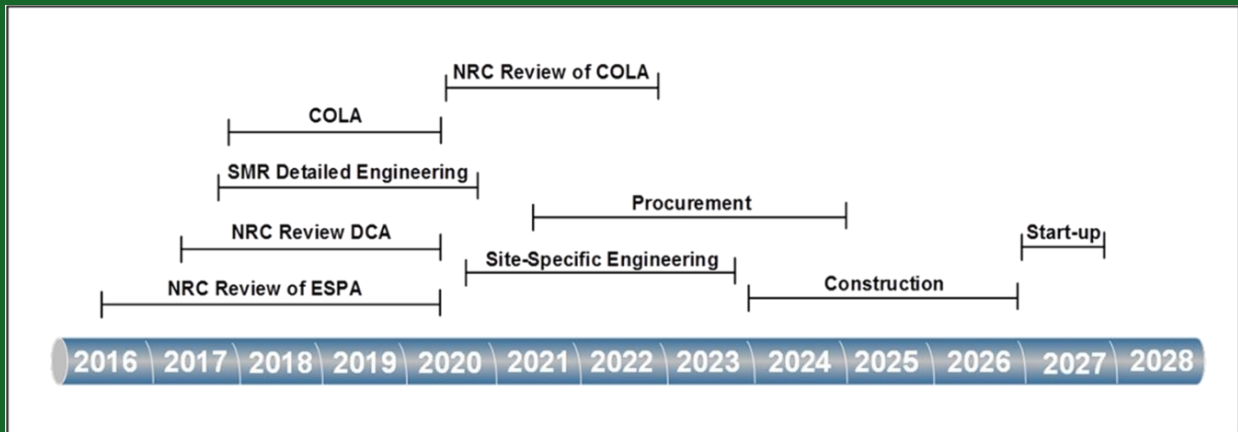 NRC Review of COLA
COLA
SMR Detailed Engineering
Procurement
NRC Review DCA
Start-up
Site-Specific Engineering
NRC Review of ESPA
Construction
2016 2017 2018 2019 2020 2021 2022 2023 2024 2025 2026 2027 2028